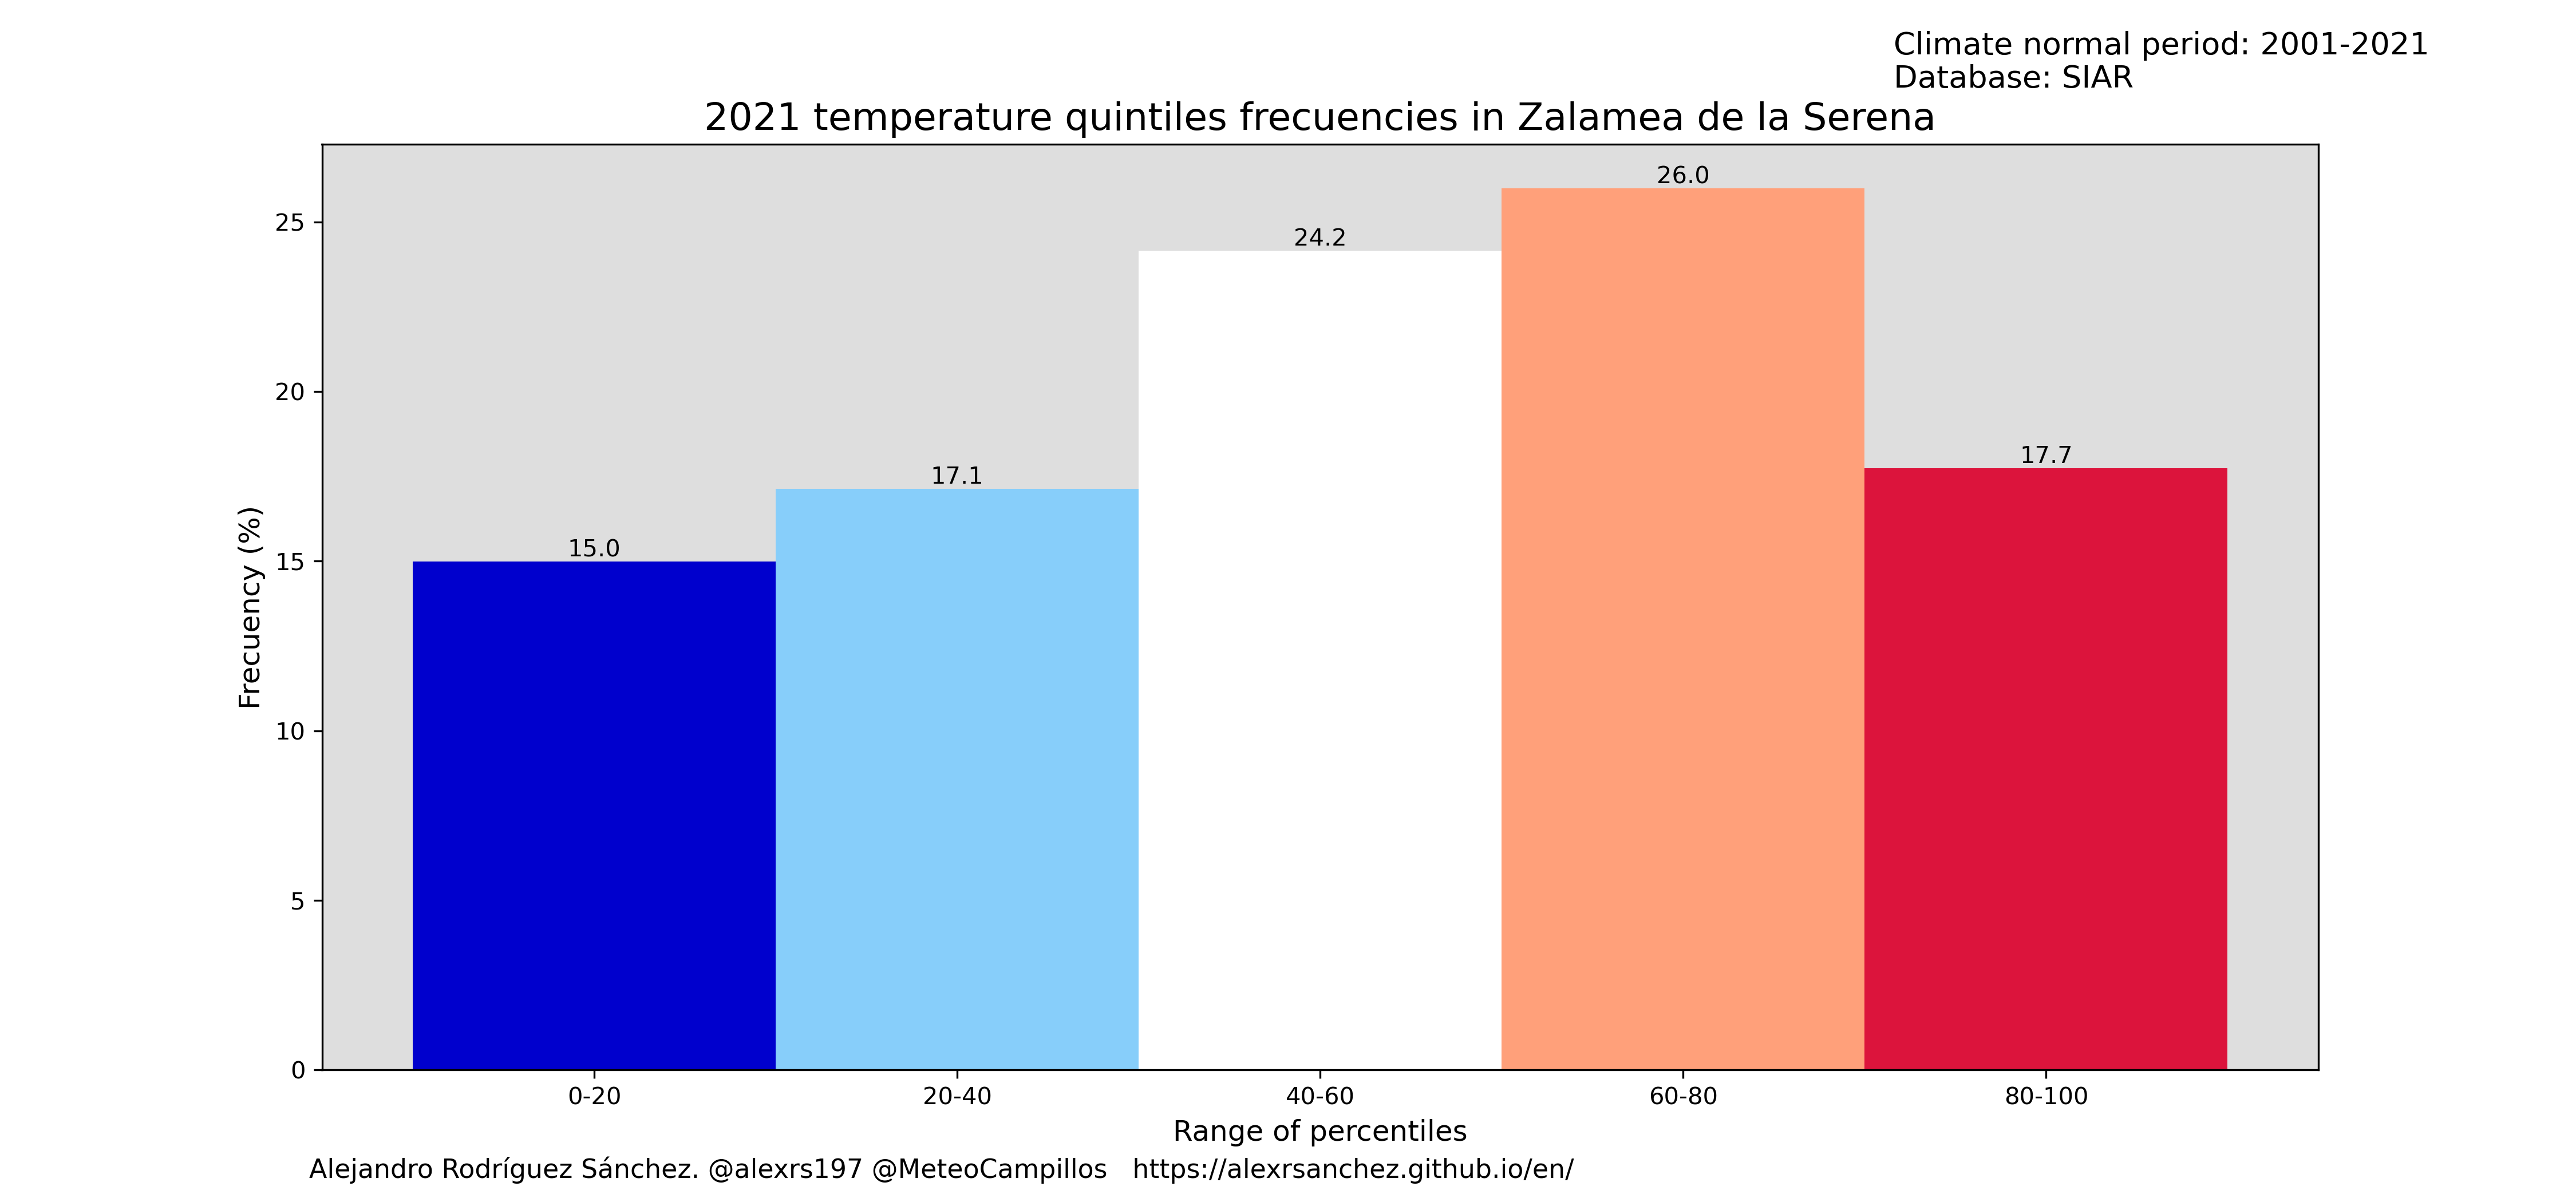 Climate normal period: 2001-2021
Database: SIAR
2021 temperature quintiles frecuencies in Zalamea de la Serena
26.0
25
24.2
20
17.7
17.1
15.0
15
10
5
0
Frecuency (%)
0-20 20-40 40-60 60-80 80-100
Range of percentiles
Alejandro Rodríguez Sánchez. @alexrs197 @MeteoCampillos https://alexrsanchez.github.io/en/